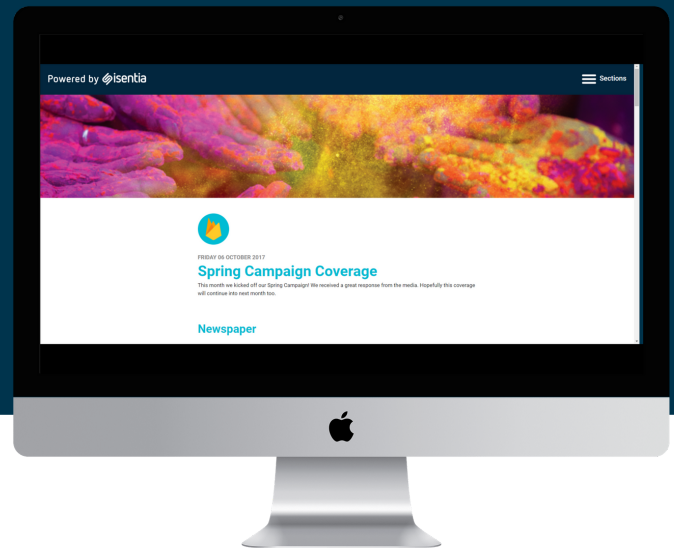 Powered by isentia
Sections
FRIDAY 06 OCTOBER 2017
Spring Campaign Coverage
This month we kicked off our Spring Campaign! We received a great response from the media. Hopefully this coverage
will continue into next month too.
Newspaper